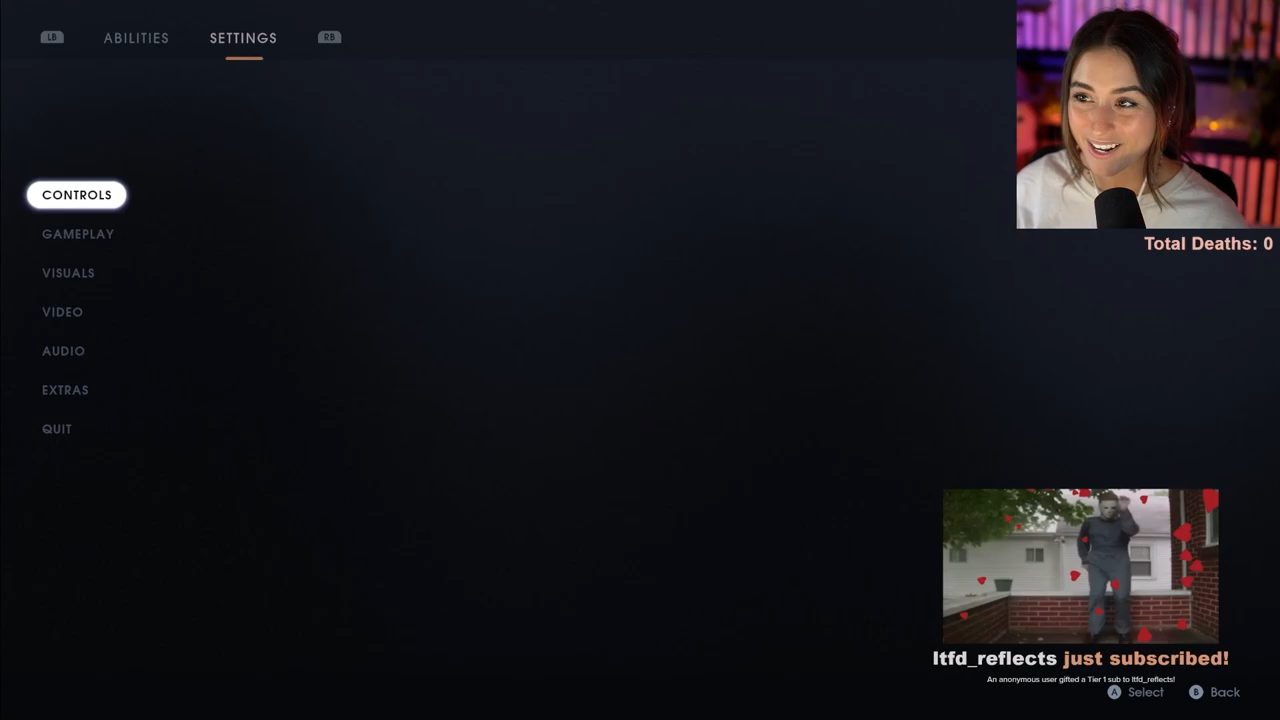 LB ABILITIES SETTINGS RB
Total Deaths: 0
CONTROLS
GAMEPLAY
VISUALS
VIDEO
AUDIO
EXTRAS
QUIT
ltfd_reflects just subscribed!
An anonymous user gifted a Tier 1 sub to ltfd_reflects!
A Select B Back